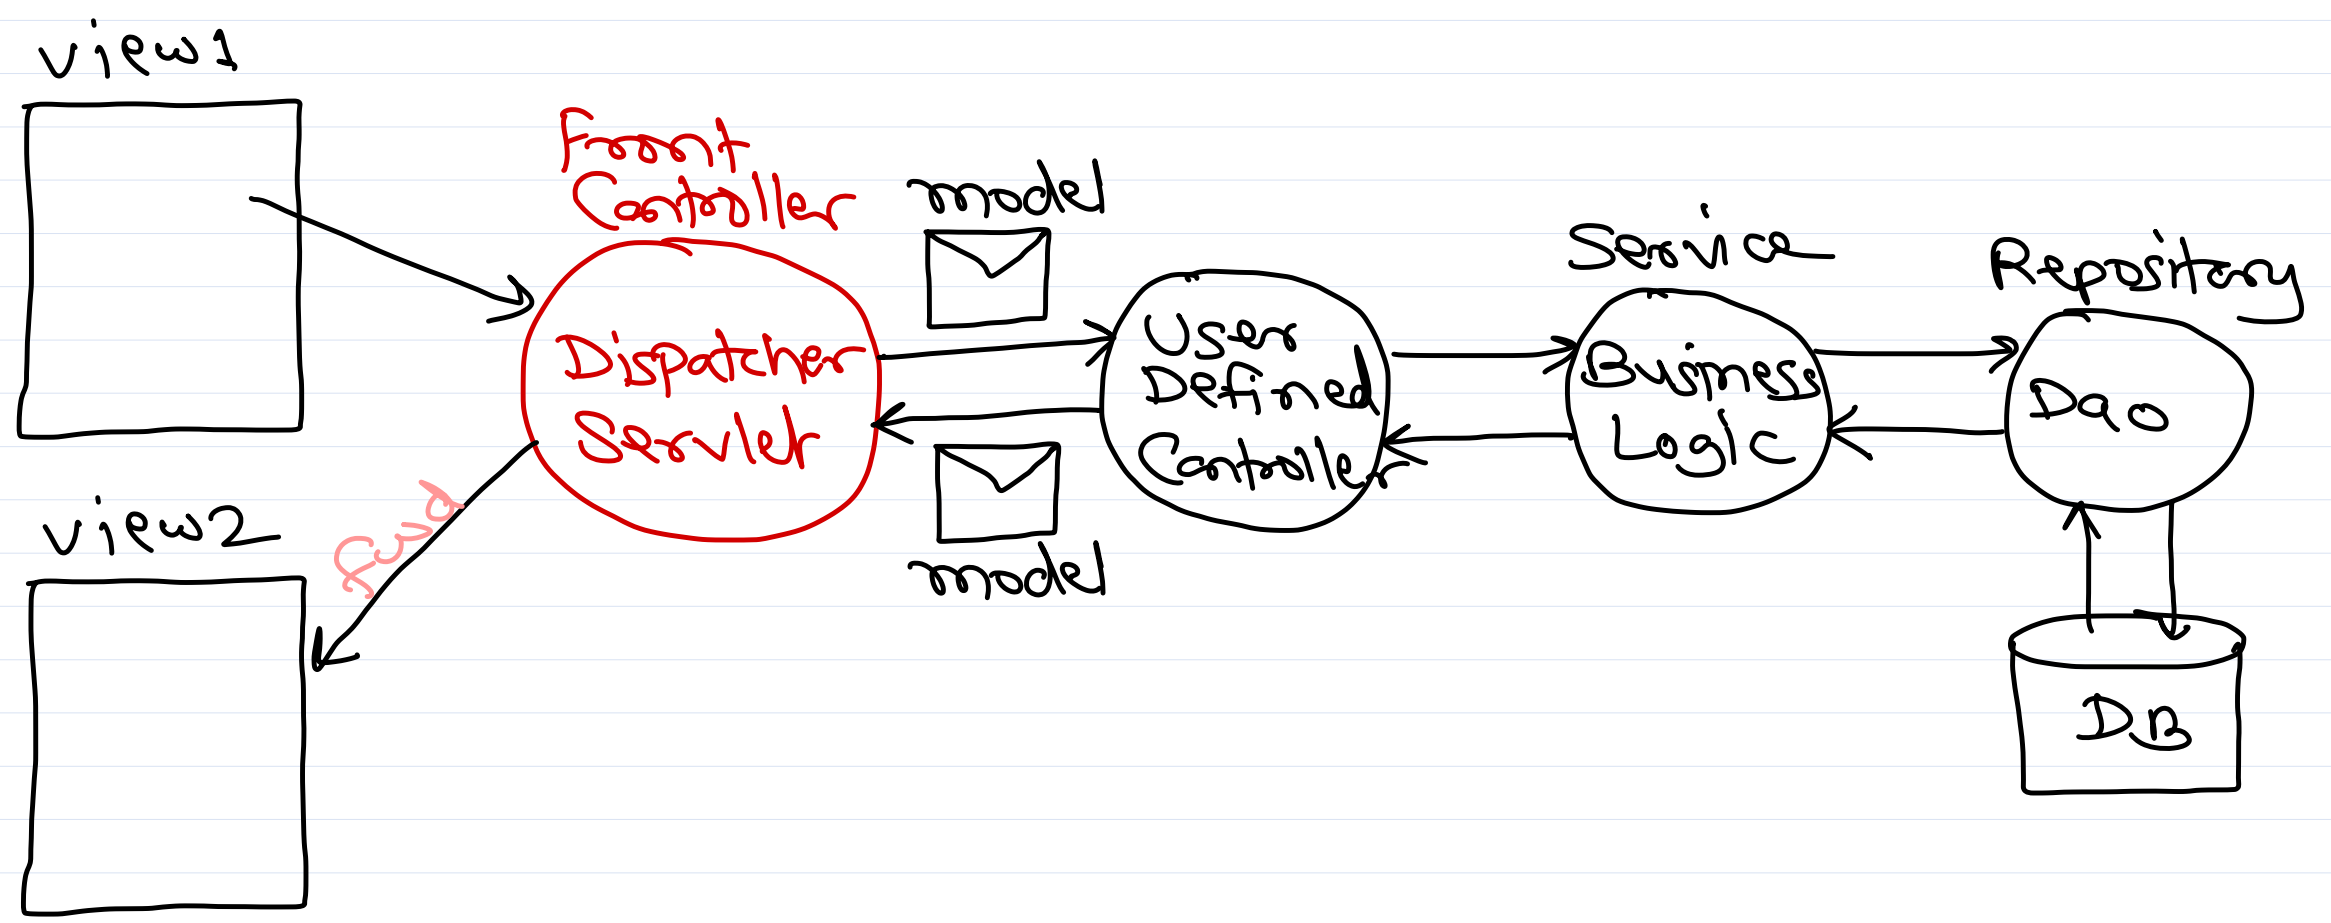 view1
Front
Controller
Dispatcher
Servlet
model
User
Defined
Controller
model
Service
Business
Logic
Repository
Dao
DB
view2
fwd